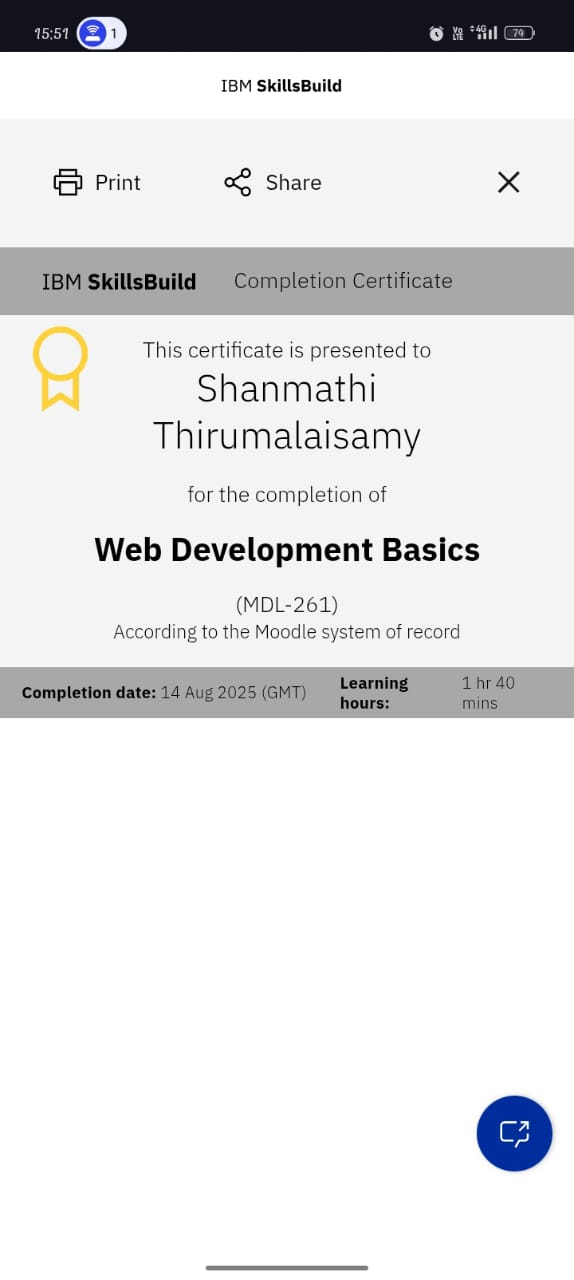 15:51 1 Vo LTE 4G 74
IBM SkillsBuild
Print Share
IBM SkillsBuild Completion Certificate
This certificate is presented to
Shanmathi
Thirumalaisamy
for the completion of
Web Development Basics
(MDL-261)
According to the Moodle system of record
Completion date: 14 Aug 2025 (GMT) Learning hours: 1 hr 40 mins